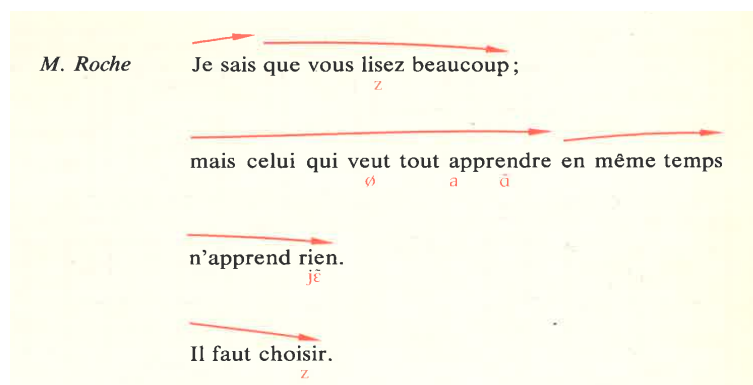 M. Roche Je sais que vous lisez beaucoup;
z
mais celui qui veut tout apprendre en même temps
ø a ɑ̃
n'apprend rien.
jɛ̃
Il faut choisir.
z